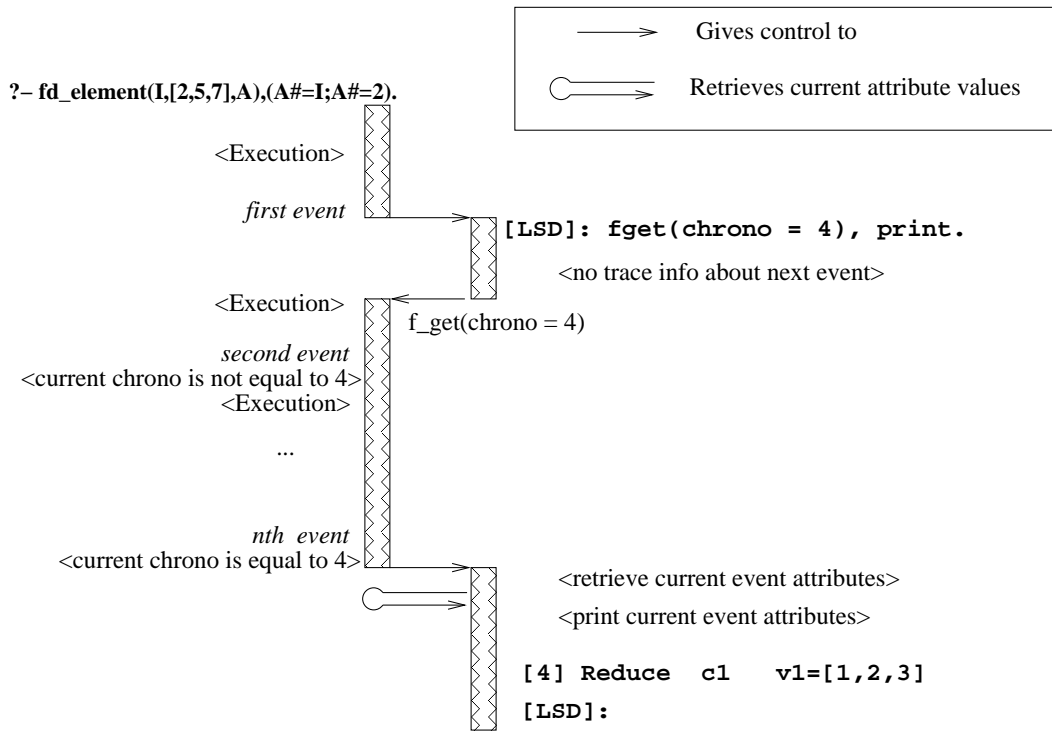 Gives control to
Retrieves current attribute values
?– fd_element(I,[2,5,7],A),(A#=I;A#=2).
<Execution>
first event
[LSD]: fget(chrono = 4), print.
<no trace info about next event>
<Execution>
f_get(chrono = 4)
second event
<current chrono is not equal to 4>
<Execution>
...
nth event
<current chrono is equal to 4>
<retrieve current event attributes>
<print current event attributes>
[4] Reduce c1 v1=[1,2,3]
[LSD]: